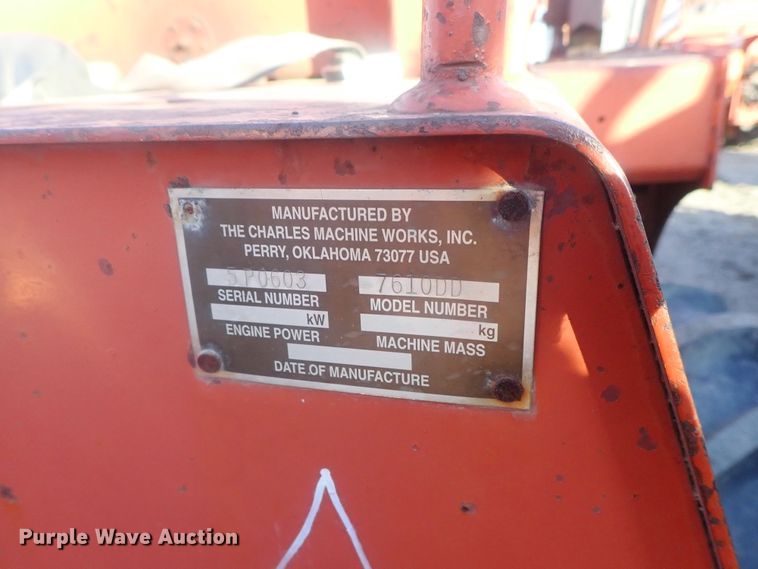 MANUFACTURED BY
THE CHARLES MACHINE WORKS, INC.
PERRY, OKLAHOMA 73077 USA
5P0603 7610DD
SERIAL NUMBER MODEL NUMBER
kW kg
ENGINE POWER MACHINE MASS
DATE OF MANUFACTURE
Purple Wave Auction